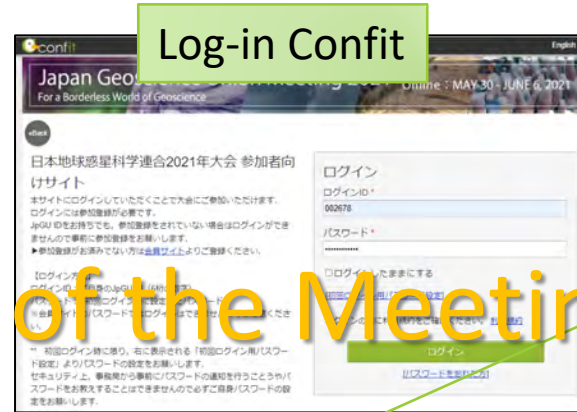 Log-in Confit
confit
English
Japan Geoscience Union Meeting 2021
Online : MAY 30 - JUNE 6, 2021
For a Borderless World of Geoscience
Back
日本地球惑星科学連合2021年大会 参加者向
けサイト
本サイトにログインしていただくことで大会にご参加いただけます。
ログインには参加登録が必要です。
JpGU IDをお持ちでも、参加登録をされていない場合はログインができ
ませんので事前に参加登録をお願いします。
▶参加登録がお済みでない方は会員サイトよりご登録ください。
ログイン
ログインID *
002678
パスワード *
ログインしたままにする
of the Meetin
** 初回ログイン時に限り、右に表示される「初回ログイン用パスワー
ド設定」よりパスワードの設定をお願いします。
セキュリティ上、事務局から事前にパスワードの通知を行うことうやパ
スワードをお教えすることはできませんので必ずご自身パスワードの設
定をお願いします。
ログイン
[パスワードを忘れた方]